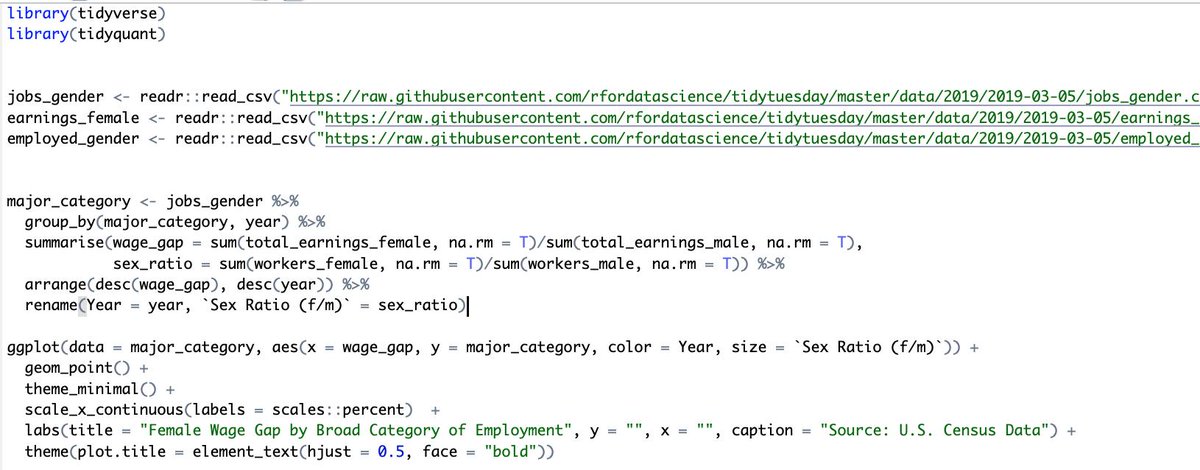 library(tidyverse)
library(tidyquant)
jobs_gender <- readr::read_csv("https://raw.githubusercontent.com/rfordatascience/tidytuesday/master/data/2019/2019-03-05/jobs_gender.c
earnings_female <- readr::read_csv("https://raw.githubusercontent.com/rfordatascience/tidytuesday/master/data/2019/2019-03-05/earnings_
employed_gender <- readr::read_csv("https://raw.githubusercontent.com/rfordatascience/tidytuesday/master/data/2019/2019-03-05/employed_
major_category <- jobs_gender %>%
  group_by(major_category, year) %>%
  summarise(wage_gap = sum(total_earnings_female, na.rm = T)/sum(total_earnings_male, na.rm = T),
            sex_ratio = sum(workers_female, na.rm = T)/sum(workers_male, na.rm = T)) %>%
  arrange(desc(wage_gap), desc(year)) %>%
  rename(Year = year, `Sex Ratio (f/m)` = sex_ratio)
ggplot(data = major_category, aes(x = wage_gap, y = major_category, color = Year, size = `Sex Ratio (f/m)`)) +
  geom_point() +
  theme_minimal() +
  scale_x_continuous(labels = scales::percent)  +
  labs(title = "Female Wage Gap by Broad Category of Employment", y = "", x = "", caption = "Source: U.S. Census Data") +
  theme(plot.title = element_text(hjust = 0.5, face = "bold"))